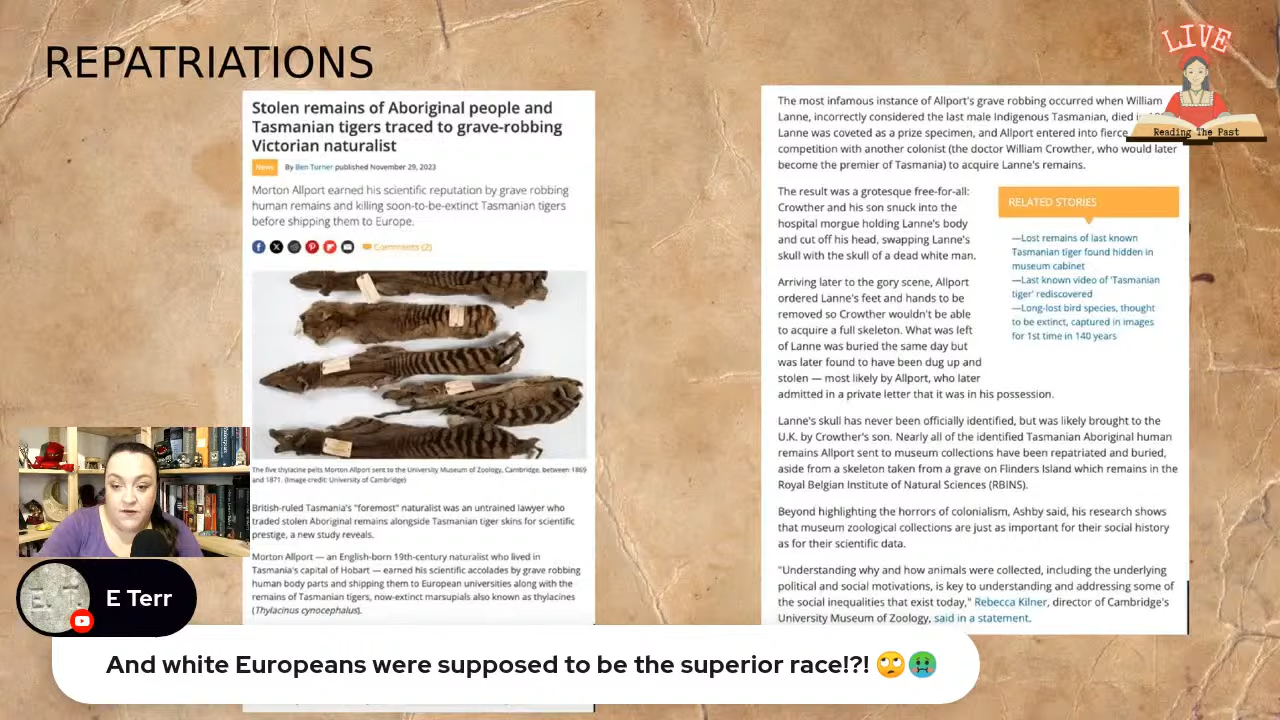 REPATRIATIONS
LIVE
Reading The Past
Stolen remains of Aboriginal people and
Tasmanian tigers traced to grave-robbing
Victorian naturalist
News By Ben Turner published November 29, 2023
Morton Allport earned his scientific reputation by grave robbing
human remains and killing soon-to-be-extinct Tasmanian tigers
before shipping them to Europe.
Comments (2)
The five thylacine pelts Morton Allport sent to the University Museum of Zoology, Cambridge, between 1869
and 1871. (Image credit: University of Cambridge)
British-ruled Tasmania's "foremost" naturalist was an untrained lawyer who
traded stolen Aboriginal remains alongside Tasmanian tiger skins for scientific
prestige, a new study reveals.
Morton Allport — an English-born 19th-century naturalist who lived in
Tasmania's capital of Hobart — earned his scientific accolades by grave robbing
human body parts and shipping them to European universities along with the
remains of Tasmanian tigers, now-extinct marsupials also known as thylacines
(Thylacinus cynocephalus).
The most infamous instance of Allport's grave robbing occurred when William
Lanne, incorrectly considered the last male Indigenous Tasmanian, died in
Lanne was coveted as a prize specimen, and Allport entered into fierce
competition with another colonist (the doctor William Crowther, who would later
become the premier of Tasmania) to acquire Lanne's remains.
The result was a grotesque free-for-all:
Crowther and his son snuck into the
hospital morgue holding Lanne's body
and cut off his head, swapping Lanne's
skull with the skull of a dead white man.
Arriving later to the gory scene, Allport
ordered Lanne's feet and hands to be
removed so Crowther wouldn't be able
to acquire a full skeleton. What was left
of Lanne was buried the same day but
was later found to have been dug up and
stolen — most likely by Allport, who later
admitted in a private letter that it was in his possession.
RELATED STORIES
—Lost remains of last known
Tasmanian tiger found hidden in
museum cabinet
—Last known video of 'Tasmanian
tiger' rediscovered
—Long-lost bird species, thought
to be extinct, captured in images
for 1st time in 140 years
Lanne's skull has never been officially identified, but was likely brought to the
U.K. by Crowther's son. Nearly all of the identified Tasmanian Aboriginal human
remains Allport sent to museum collections have been repatriated and buried,
aside from a skeleton taken from a grave on Flinders Island which remains in the
Royal Belgian Institute of Natural Sciences (RBINS).
Beyond highlighting the horrors of colonialism, Ashby said, his research shows
that museum zoological collections are just as important for their social history
as for their scientific data.
"Understanding why and how animals were collected, including the underlying
political and social motivations, is key to understanding and addressing some of
the social inequalities that exist today," Rebecca Kilner, director of Cambridge's
University Museum of Zoology, said in a statement.
E Terr
And white Europeans were supposed to be the superior race!?! 🙄🤢